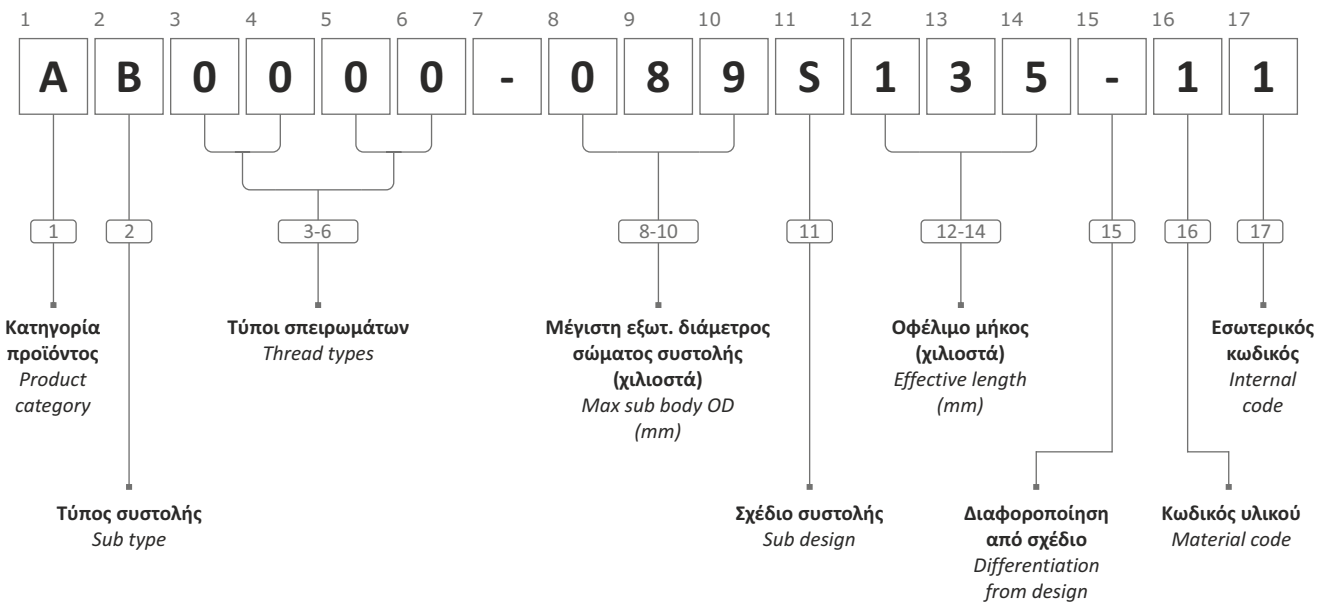 1 2 3 4 5 6 7 8 9 10 11 12 13 14 15 16 17
A B 0 0 0 0 - 0 8 9 S 1 3 5 - 1 1
1 2 3-6 8-10 11 12-14 15 16 17
Κατηγορία
προϊόντος
Product
category
Τύποι σπειρωμάτων
Thread types
Μέγιστη εξωτ. διάμετρος
σώματος συστολής
(χιλιοστά)
Max sub body OD
(mm)
Οφέλιμο μήκος
(χιλιοστά)
Effective length
(mm)
Εσωτερικός
κωδικός
Internal
code
Τύπος συστολής
Sub type
Σχέδιο συστολής
Sub design
Διαφοροποίηση
από σχέδιο
Differentiation
from design
Κωδικός υλικού
Material code